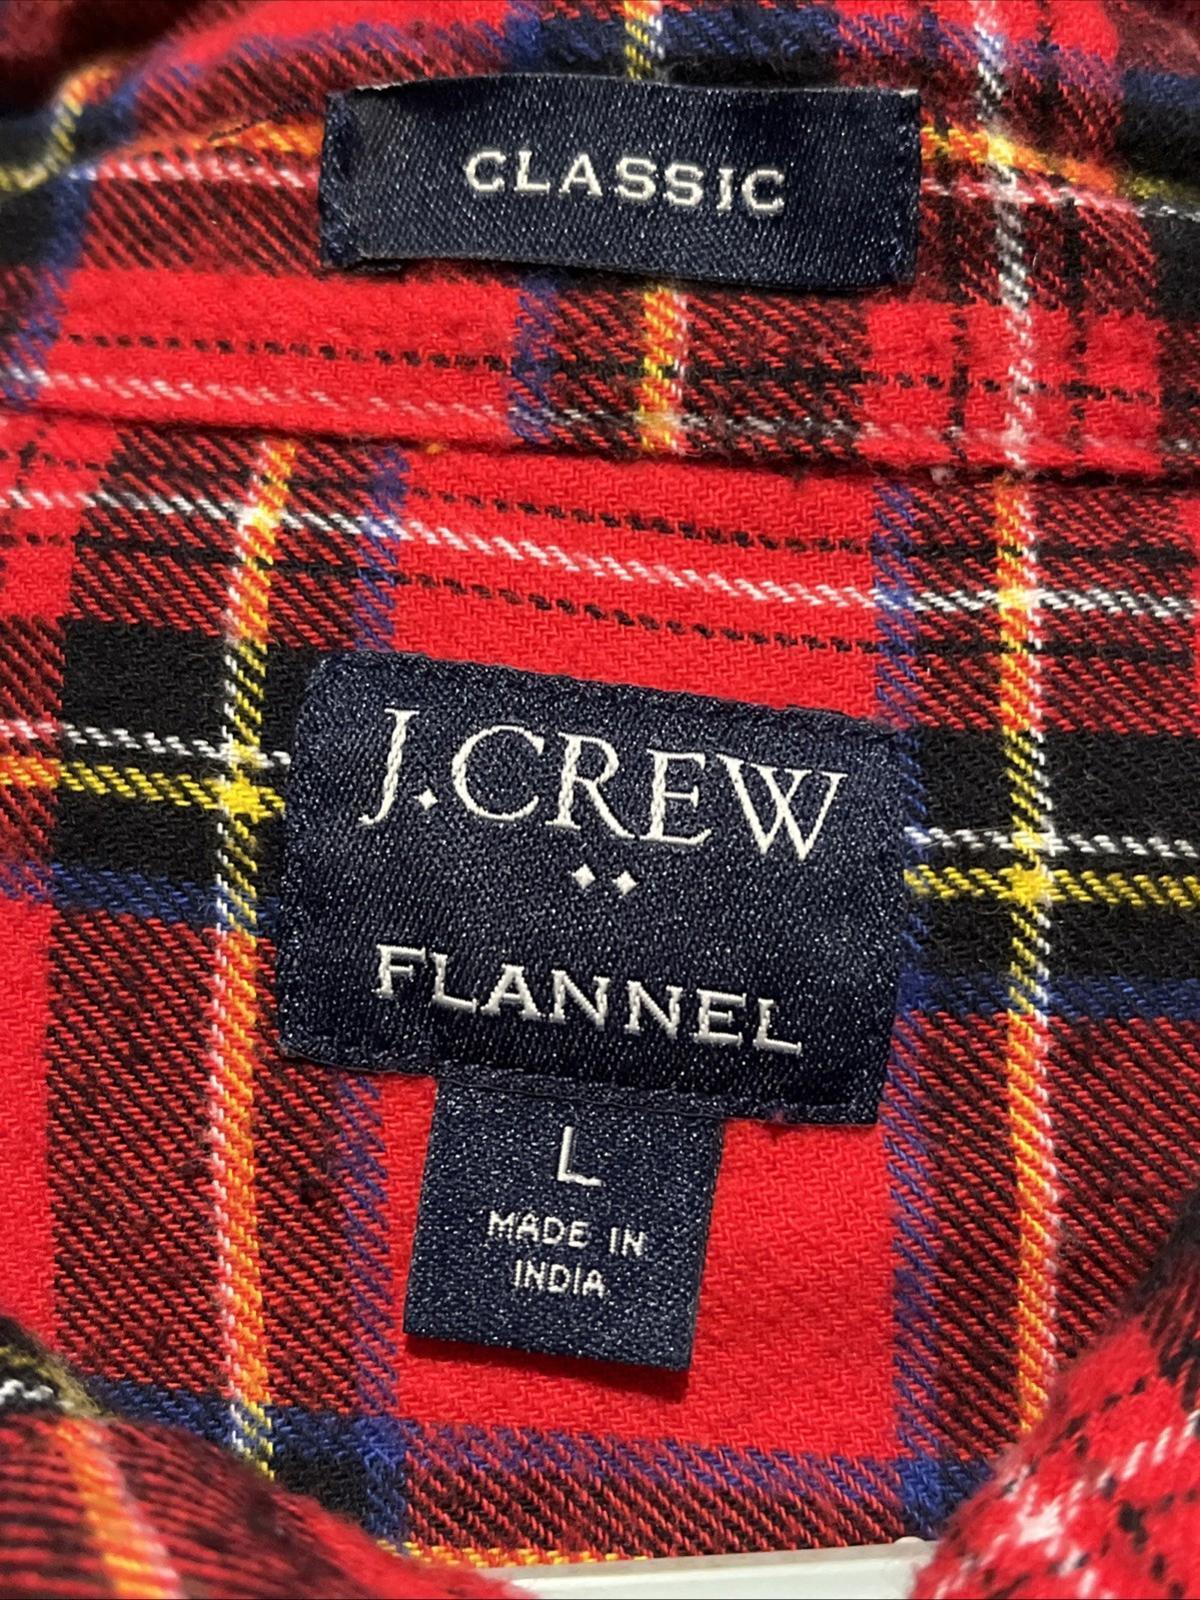 CLASSIC
J.CREW
FLANNEL
L
MADE IN
INDIA